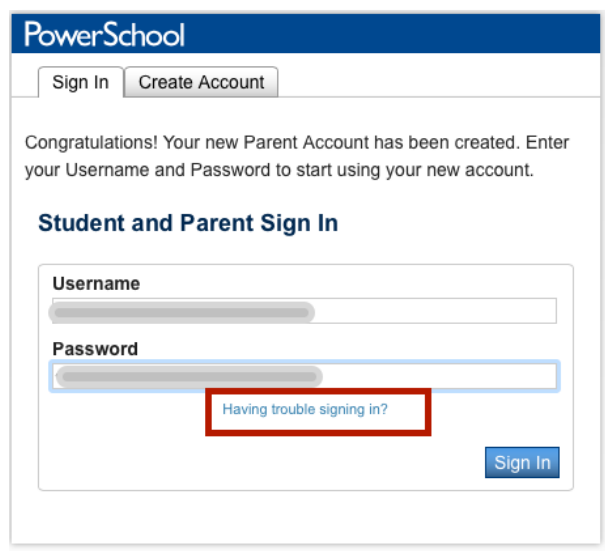 PowerSchool
Sign In Create Account
Congratulations! Your new Parent Account has been created. Enter
your Username and Password to start using your new account.
Student and Parent Sign In
Username
Password
Having trouble signing in?
Sign In